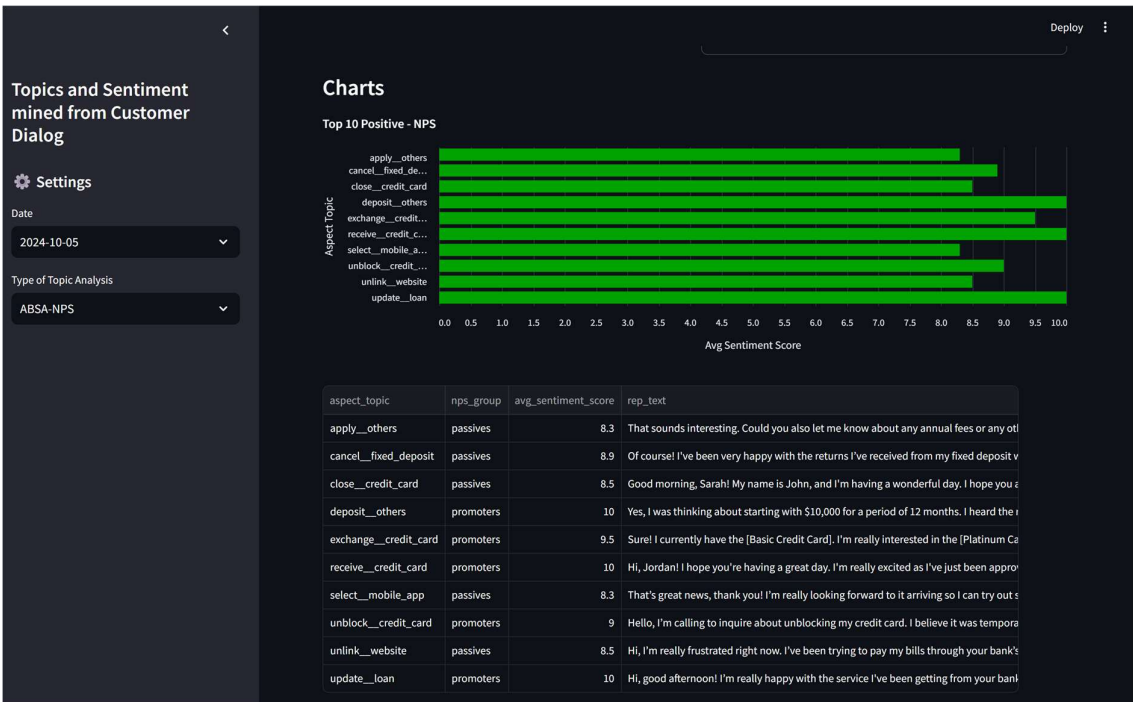 Deploy
Topics and Sentiment
mined from Customer
Dialog
Settings
Date
2024-10-05
Type of Topic Analysis
ABSA-NPS
Charts
Top 10 Positive - NPS
Aspect Topic
apply__others
cancel__fixed_de...
close__credit_card
deposit__others
exchange__credit...
receive__credit_c...
select__mobile_a...
unblock__credit_...
unlink__website
update__loan
0.0 0.5 1.0 1.5 2.0 2.5 3.0 3.5 4.0 4.5 5.0 5.5 6.0 6.5 7.0 7.5 8.0 8.5 9.0 9.5 10.0
Avg Sentiment Score
aspect_topic nps_group avg_sentiment_score rep_text
apply__others passives 8.3 That sounds interesting. Could you also let me know about any annual fees or any
cancel__fixed_deposit passives 8.9 Of course! I've been very happy with the returns I've received from my fixed deposit
close__credit_card passives 8.5 Good morning, Sarah! My name is John, and I'm having a wonderful day. I hope you
deposit__others promoters 10 Yes, I was thinking about starting with $10,000 for a period of 12 months. I heard the
exchange__credit_card promoters 9.5 Sure! I currently have the [Basic Credit Card]. I'm really interested in the [Platinum Ca
receive__credit_card promoters 10 Hi, Jordan! I hope you're having a great day. I'm really excited as I've just been appro
select__mobile_app passives 8.3 That's great news, thank you! I'm really looking forward to it arriving so I can try out
unblock__credit_card promoters 9 Hello, I'm calling to inquire about unblocking my credit card. I believe it was tempora
unlink__website passives 8.5 Hi, I'm really frustrated right now. I've been trying to pay my bills through your bank's
update__loan promoters 10 Hi, good afternoon! I'm really happy with the service I've been getting from your bank